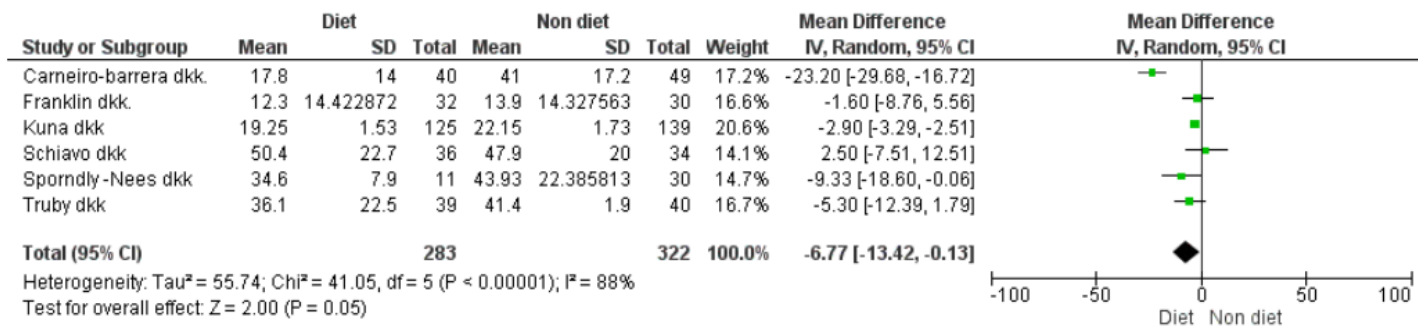 Diet Non diet Mean Difference Mean Difference
Study or Subgroup Mean SD Total Mean SD Total Weight IV, Random, 95% CI IV, Random, 95% CI
Carneiro-barrera dkk. 17.8 14 40 41 17.2 49 17.2% -23.20 [-29.68, -16.72]
Franklin dkk. 12.3 14.422872 32 13.9 14.327563 30 16.6% -1.60 [-8.76, 5.56]
Kuna dkk 19.25 1.53 125 22.15 1.73 139 20.6% -2.90 [-3.29, -2.51]
Schiavo dkk 50.4 22.7 36 47.9 20 34 14.1% 2.50 [-7.51, 12.51]
Sporndly-Nees dkk 34.6 7.9 11 43.93 22.385813 30 14.7% -9.33 [-18.60, -0.06]
Truby dkk 36.1 22.5 39 41.4 1.9 40 16.7% -5.30 [-12.39, 1.79]
Total (95% CI) 283 322 100.0% -6.77 [-13.42, -0.13]
Heterogeneity: Tau² = 55.74; Chi² = 41.05, df = 5 (P < 0.00001); I² = 88%
Test for overall effect: Z = 2.00 (P = 0.05)
-100 -50 0 50 100
Diet Non diet